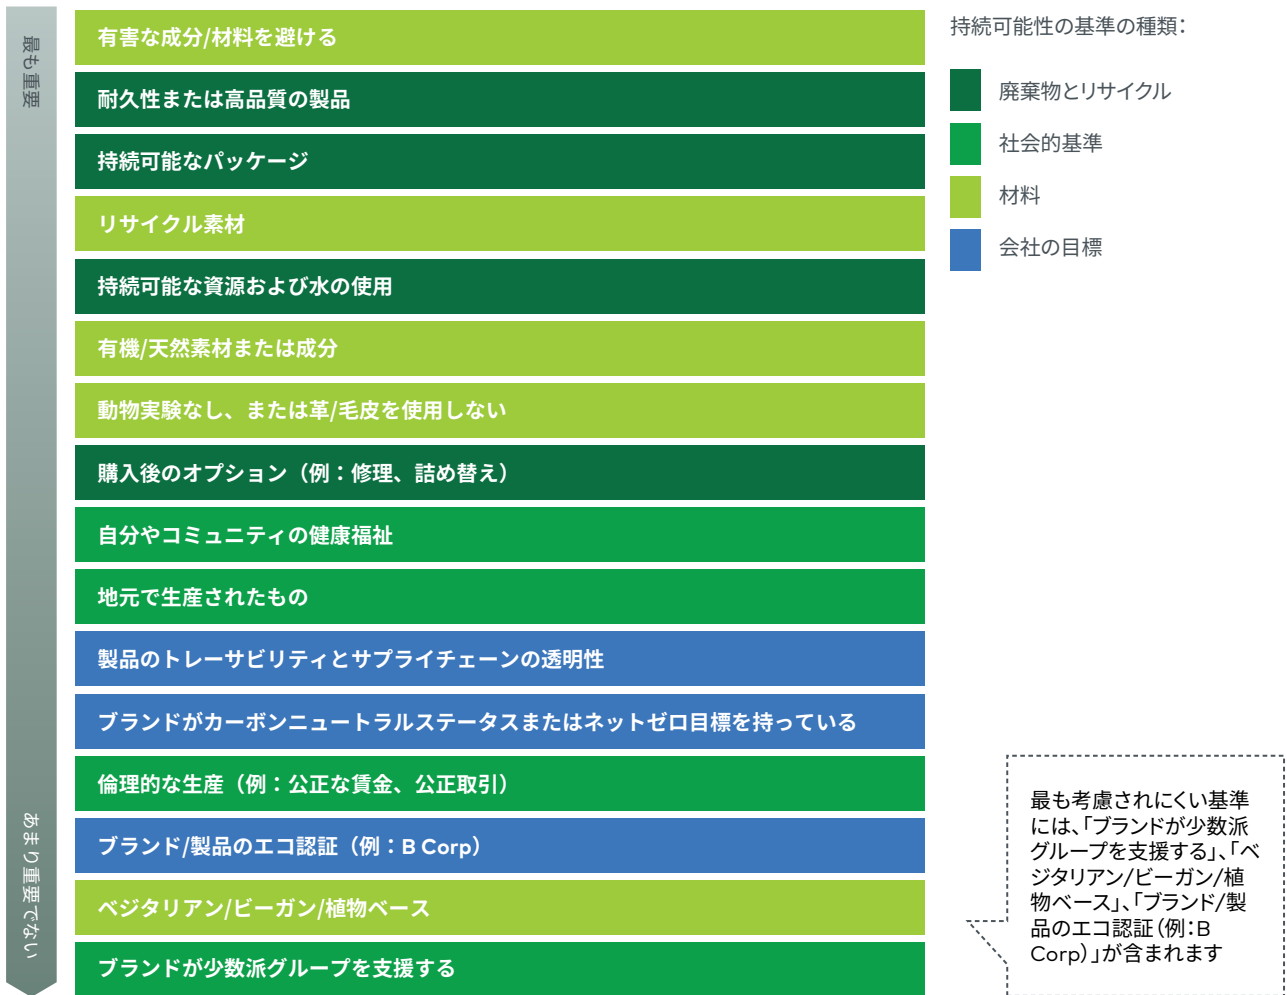 最も重要
有害な成分/材料を避ける
耐久性または高品質の製品
持続可能なパッケージ
リサイクル素材
持続可能な資源および水の使用
有機/天然素材または成分
動物実験なし、または革/毛皮を使用しない
購入後のオプション（例：修理、詰め替え）
自分やコミュニティの健康福祉
地元で生産されたもの
製品のトレーサビリティとサプライチェーンの透明性
ブランドがカーボンニュートラルステータスまたはネットゼロ目標を持っている
倫理的な生産（例：公正な賃金、公正取引）
ブランド/製品のエコ認証（例：B Corp）
ベジタリアン/ビーガン/植物ベース
ブランドが少数派グループを支援する
あまり重要でない
持続可能性の基準の種類：
廃棄物とリサイクル
社会的基準
材料
会社の目標
最も考慮されにくい基準
には、「ブランドが少数派
グループを支援する」、「ベ
ジタリアン/ビーガン/植
物ベース」、「ブランド/製
品のエコ認証（例：B
Corp）」が含まれます